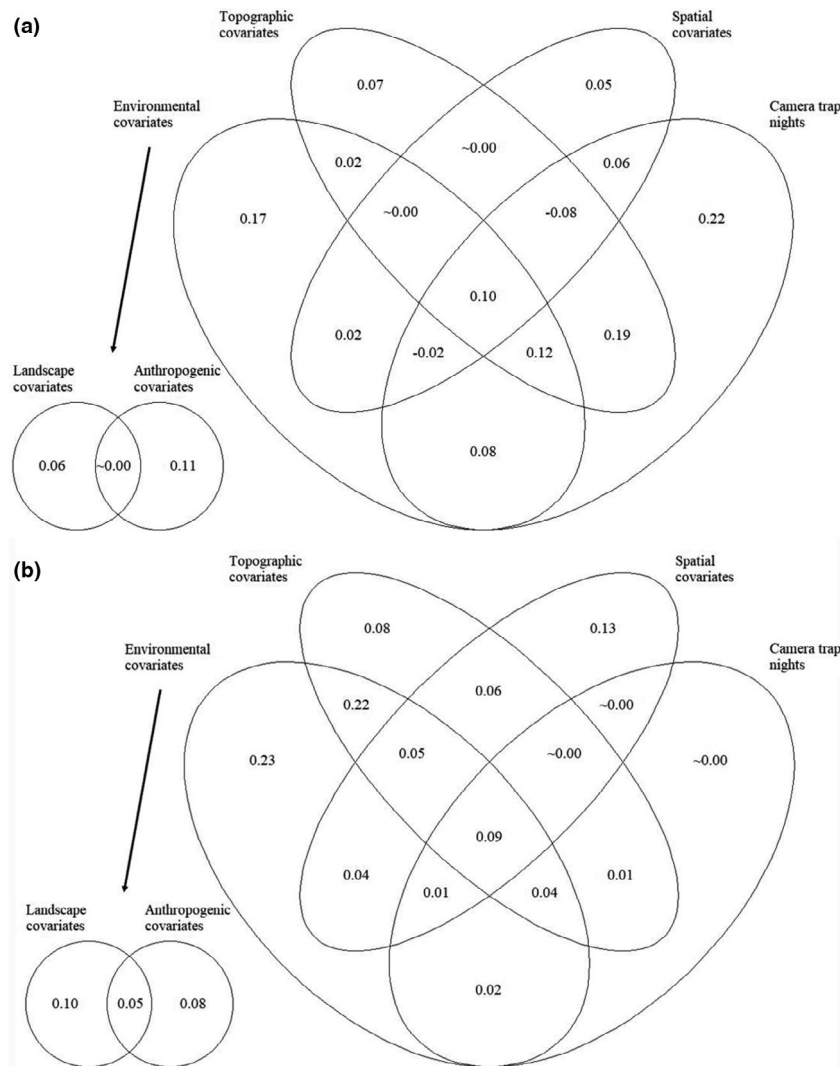 (a)
Topographic
covariates
Spatial
covariates
Environmental
covariates
Camera trap
nights
0.07
0.05
~0.00
0.02
0.06
0.17
~0.00
-0.08
0.22
0.10
0.02
-0.02
0.12
0.19
0.08
Landscape
covariates
Anthropogenic
covariates
0.06
~0.00
0.11
(b)
Topographic
covariates
Spatial
covariates
Environmental
covariates
Camera trap
nights
0.08
0.13
0.06
0.22
~0.00
0.23
0.05
~0.00
~0.00
0.09
0.04
0.01
0.04
0.01
0.02
Landscape
covariates
Anthropogenic
covariates
0.10
0.05
0.08